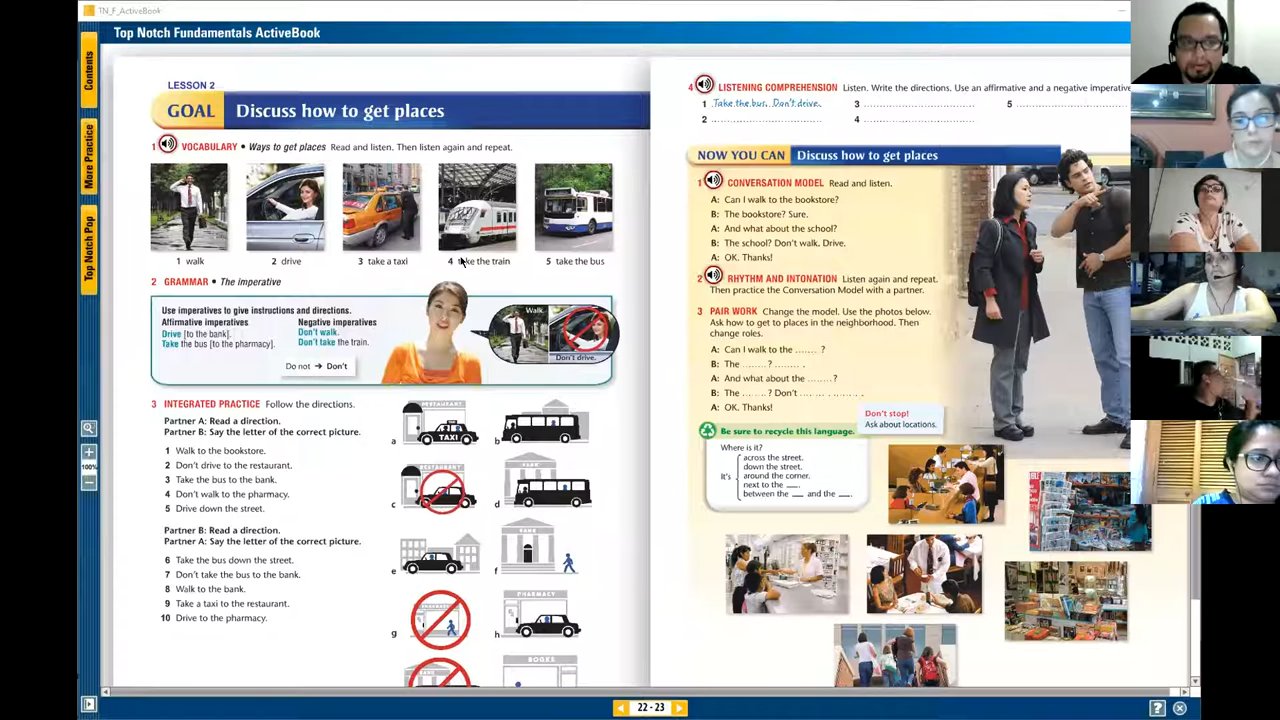 TN_F_ActiveBook
Top Notch Fundamentals ActiveBook
Contents
More Practice
Top Notch Pop
100%
LESSON 2
GOAL Discuss how to get places
1 VOCABULARY • Ways to get places Read and listen. Then listen again and repeat.
1 walk
2 drive
3 take a taxi
4 take the train
5 take the bus
2 GRAMMAR • The imperative
Use imperatives to give instructions and directions.
Affirmative imperatives
Drive [to the bank].
Take the bus [to the pharmacy].
Negative imperatives
Don't walk.
Don't take the train.
Do not → Don't
Walk.
Don't drive.
3 INTEGRATED PRACTICE Follow the directions.
Partner A: Read a direction.
Partner B: Say the letter of the correct picture.
1 Walk to the bookstore.
2 Don't drive to the restaurant.
3 Take the bus to the bank.
4 Don't walk to the pharmacy.
5 Drive down the street.
Partner B: Read a direction.
Partner A: Say the letter of the correct picture.
6 Take the bus down the street.
7 Don't take the bus to the bank.
8 Walk to the bank.
9 Take a taxi to the restaurant.
10 Drive to the pharmacy.
a RESTAURANT TAXI
b
c RESTAURANT
d BANK
e
f BANK
g
h PHARMACY
BANK
BOOKS
4 LISTENING COMPREHENSION Listen. Write the directions. Use an affirmative and a negative imperative
1 Take the bus. Don't drive.
2
3
4
5
NOW YOU CAN Discuss how to get places
1 CONVERSATION MODEL Read and listen.
A: Can I walk to the bookstore?
B: The bookstore? Sure.
A: And what about the school?
B: The school? Don't walk. Drive.
A: OK. Thanks!
2 RHYTHM AND INTONATION Listen again and repeat.
Then practice the Conversation Model with a partner.
3 PAIR WORK Change the model. Use the photos below.
Ask how to get to places in the neighborhood. Then
change roles.
A: Can I walk to the ........ ?
B: The ........ ? ........ .
A: And what about the ........ ?
B: The ........ ? Don't ........ . ........ .
A: OK. Thanks!
Don't stop!
Ask about locations.
Be sure to recycle this language.
Where is it?
It's
across the street.
down the street.
around the corner.
next to the __.
between the __ and the __.
22 - 23
?